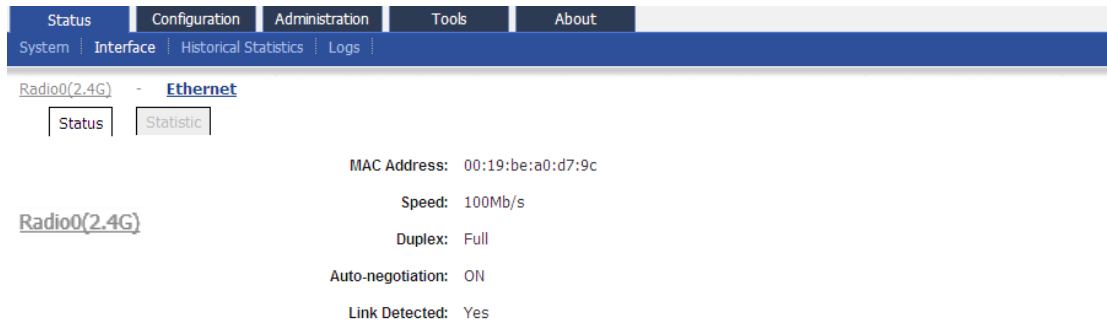 Status Configuration Administration Tools About
System Interface Historical Statistics Logs
Radio0(2.4G) - Ethernet
Status Statistic
MAC Address: 00:19:be:a0:d7:9c
Speed: 100Mb/s
Radio0(2.4G)
Duplex: Full
Auto-negotiation: ON
Link Detected: Yes